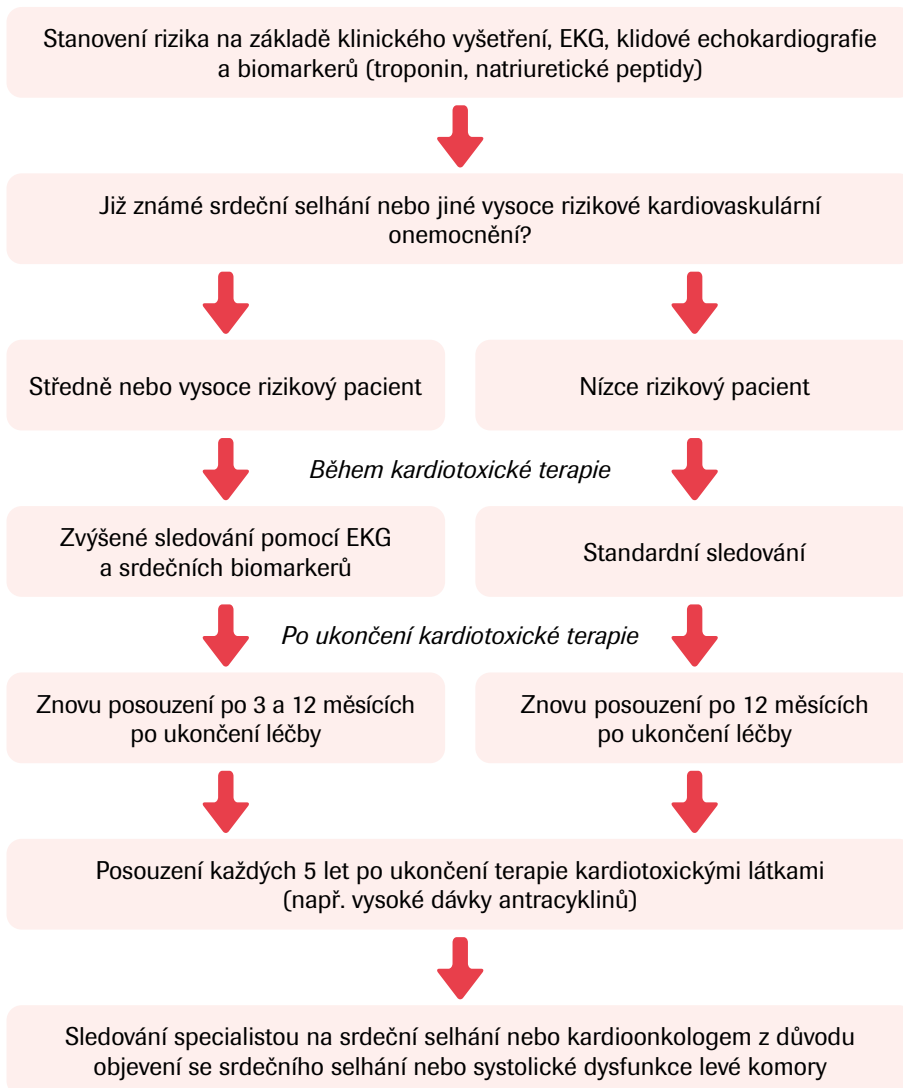 Stanovení rizika na základě klinického vyšetření, EKG, klidové echokardiografie
a biomarkerů (troponin, natriuretické peptidy)
Již známé srdeční selhání nebo jiné vysoce rizikové kardiovaskulární
onemocnění?
Středně nebo vysoce rizikový pacient
Nízce rizikový pacient
Během kardiotoxické terapie
Zvýšené sledování pomocí EKG
a srdečních biomarkerů
Standardní sledování
Po ukončení kardiotoxické terapie
Znovu posouzení po 3 a 12 měsících
po ukončení léčby
Znovu posouzení po 12 měsících
po ukončení léčby
Posouzení každých 5 let po ukončení terapie kardiotoxickými látkami
(např. vysoké dávky antracyklinů)
Sledování specialistou na srdeční selhání nebo kardioonkologem z důvodu
objevení se srdečního selhání nebo systolické dysfunkce levé komory